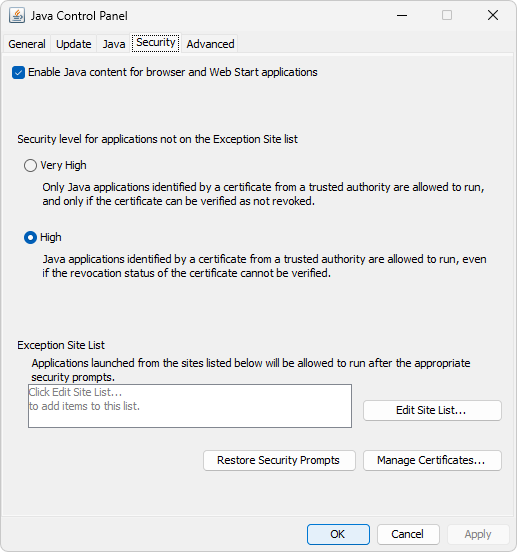 Java Control Panel
General Update Java Security Advanced
Enable Java content for browser and Web Start applications
Security level for applications not on the Exception Site list
Very High
Only Java applications identified by a certificate from a trusted authority are allowed to run,
and only if the certificate can be verified as not revoked.
High
Java applications identified by a certificate from a trusted authority are allowed to run, even
if the revocation status of the certificate cannot be verified.
Exception Site List
Applications launched from the sites listed below will be allowed to run after the appropriate
security prompts.
Click Edit Site List...
to add items to this list.
Edit Site List...
Restore Security Prompts Manage Certificates...
OK Cancel Apply